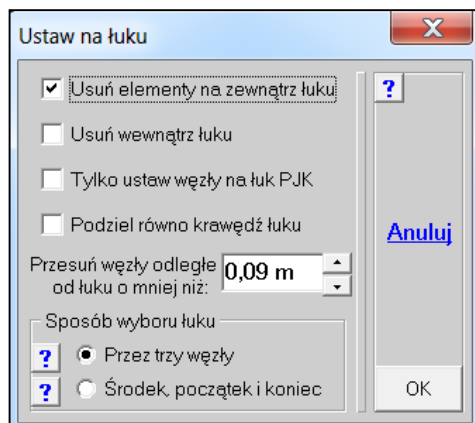 Ustaw na łuku
X
Usuń elementy na zewnątrz łuku
?
Usuń wewnątrz łuku
Tylko ustaw węzły na łuk PJK
Podziel równo krawędź łuku
Anuluj
Przesuń węzły odległe
od łuku o mniej niż:
0,09 m
Sposób wyboru łuku
? Przez trzy węzły
? Środek, początek i koniec
OK